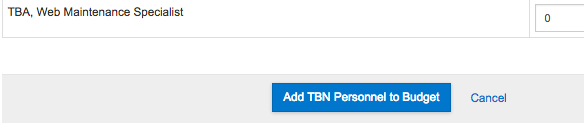 TBA, Web Maintenance Specialist 0
Add TBN Personnel to Budget Cancel